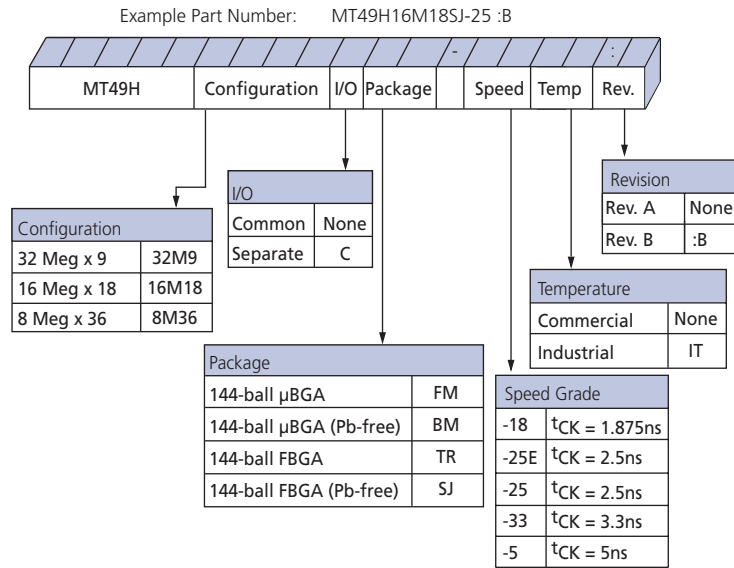 Example Part Number: MT49H16M18SJ-25 :B
- :
MT49H Configuration I/O Package Speed Temp Rev.
I/O
Common None
Separate C
Revision
Rev. A None
Rev. B :B
Configuration
32 Meg x 9 32M9
16 Meg x 18 16M18
8 Meg x 36 8M36
Temperature
Commercial None
Industrial IT
Package
144-ball µBGA FM
144-ball µBGA (Pb-free) BM
144-ball FBGA TR
144-ball FBGA (Pb-free) SJ
Speed Grade
-18 tCK = 1.875ns
-25E tCK = 2.5ns
-25 tCK = 2.5ns
-33 tCK = 3.3ns
-5 tCK = 5ns